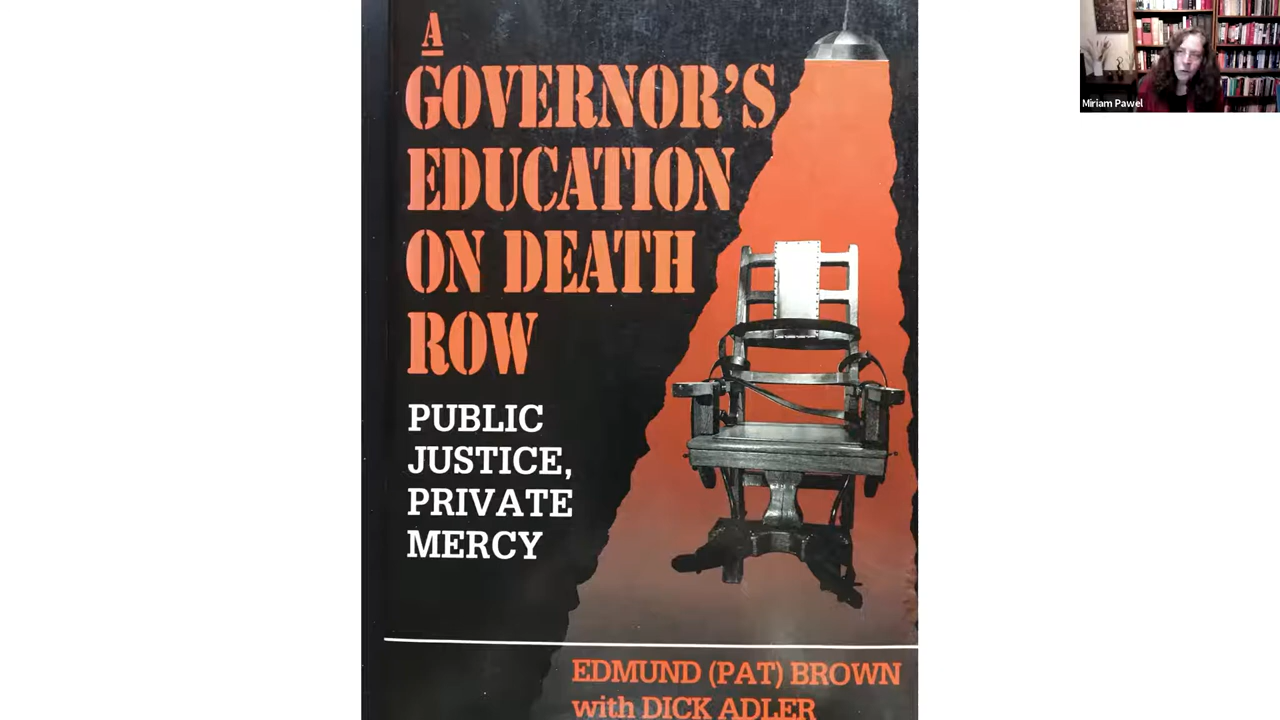 A
GOVERNOR'S
EDUCATION
ON DEATH
ROW
PUBLIC
JUSTICE,
PRIVATE
MERCY
EDMUND (PAT) BROWN
with DICK ADLER
Miriam Pawel